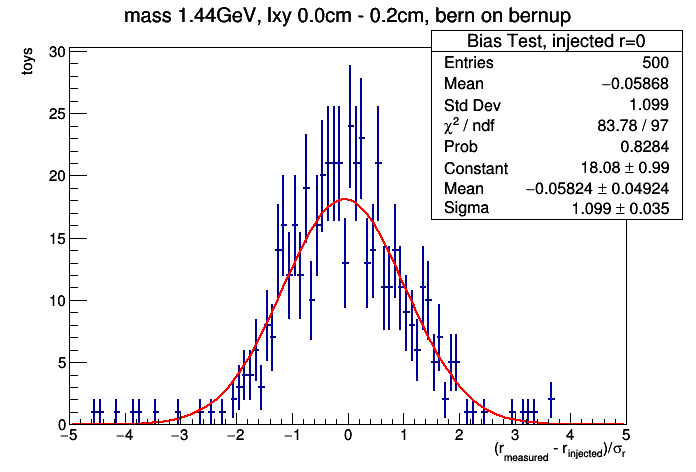 mass 1.44GeV, lxy 0.0cm - 0.2cm, bern on bernup
Bias Test, injected r=0
Entries 500
Mean −0.05868
Std Dev 1.099
χ² / ndf 83.78 / 97
Prob 0.8284
Constant 18.08 ± 0.99
Mean −0.05824 ± 0.04924
Sigma 1.099 ± 0.035
toys
30
25
20
15
10
5
0
−5 −4 −3 −2 −1 0 1 2 3 4 5
(r_measured - r_injected)/σ_r